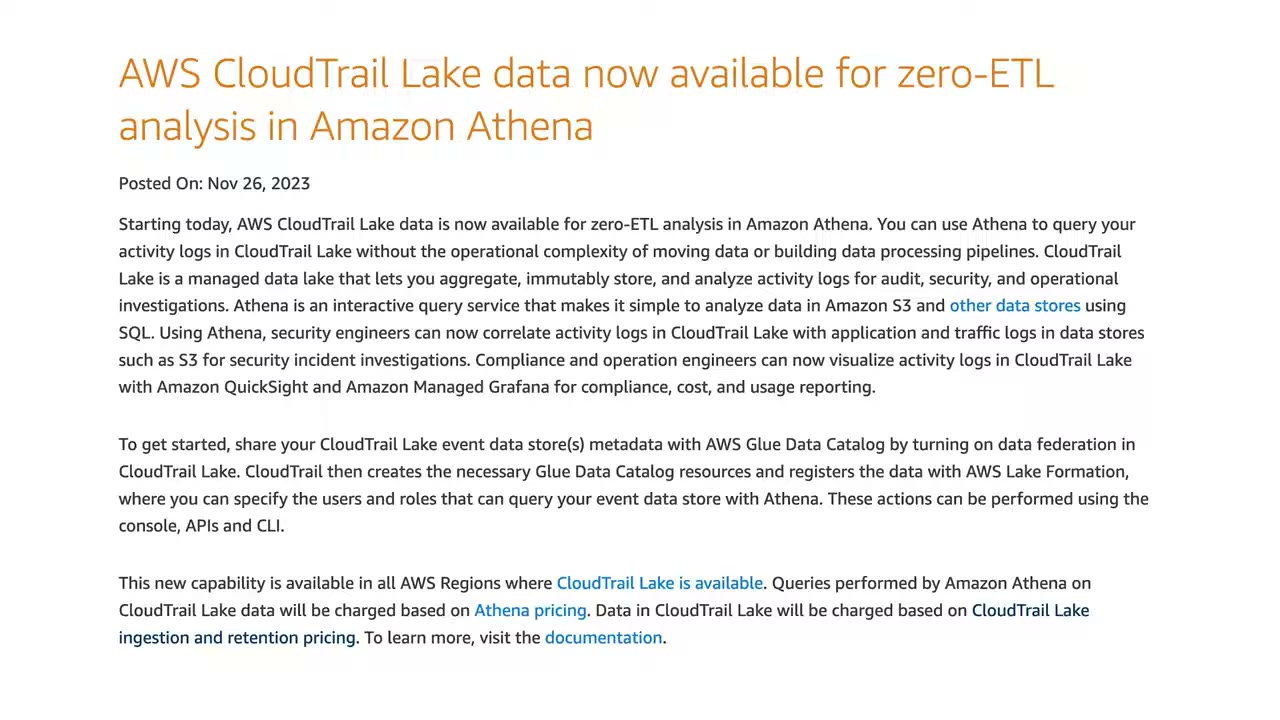 AWS CloudTrail Lake data now available for zero-ETL
analysis in Amazon Athena
Posted On: Nov 26, 2023
Starting today, AWS CloudTrail Lake data is now available for zero-ETL analysis in Amazon Athena. You can use Athena to query your
activity logs in CloudTrail Lake without the operational complexity of moving data or building data processing pipelines. CloudTrail
Lake is a managed data lake that lets you aggregate, immutably store, and analyze activity logs for audit, security, and operational
investigations. Athena is an interactive query service that makes it simple to analyze data in Amazon S3 and other data stores using
SQL. Using Athena, security engineers can now correlate activity logs in CloudTrail Lake with application and traffic logs in data stores
such as S3 for security incident investigations. Compliance and operation engineers can now visualize activity logs in CloudTrail Lake
with Amazon QuickSight and Amazon Managed Grafana for compliance, cost, and usage reporting.
To get started, share your CloudTrail Lake event data store(s) metadata with AWS Glue Data Catalog by turning on data federation in
CloudTrail Lake. CloudTrail then creates the necessary Glue Data Catalog resources and registers the data with AWS Lake Formation,
where you can specify the users and roles that can query your event data store with Athena. These actions can be performed using the
console, APIs and CLI.
This new capability is available in all AWS Regions where CloudTrail Lake is available. Queries performed by Amazon Athena on
CloudTrail Lake data will be charged based on Athena pricing. Data in CloudTrail Lake will be charged based on CloudTrail Lake
ingestion and retention pricing. To learn more, visit the documentation.